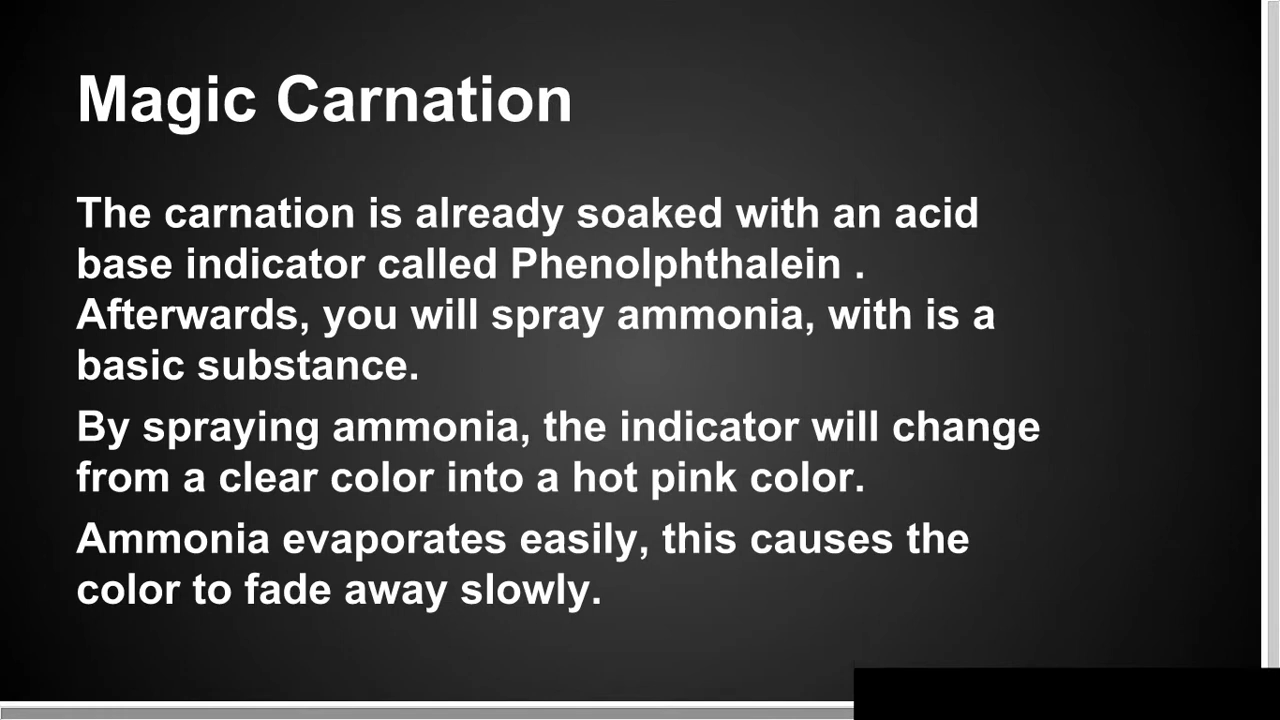 Magic Carnation
The carnation is already soaked with an acid
base indicator called Phenolphthalein .
Afterwards, you will spray ammonia, with is a
basic substance.
By spraying ammonia, the indicator will change
from a clear color into a hot pink color.
Ammonia evaporates easily, this causes the
color to fade away slowly.